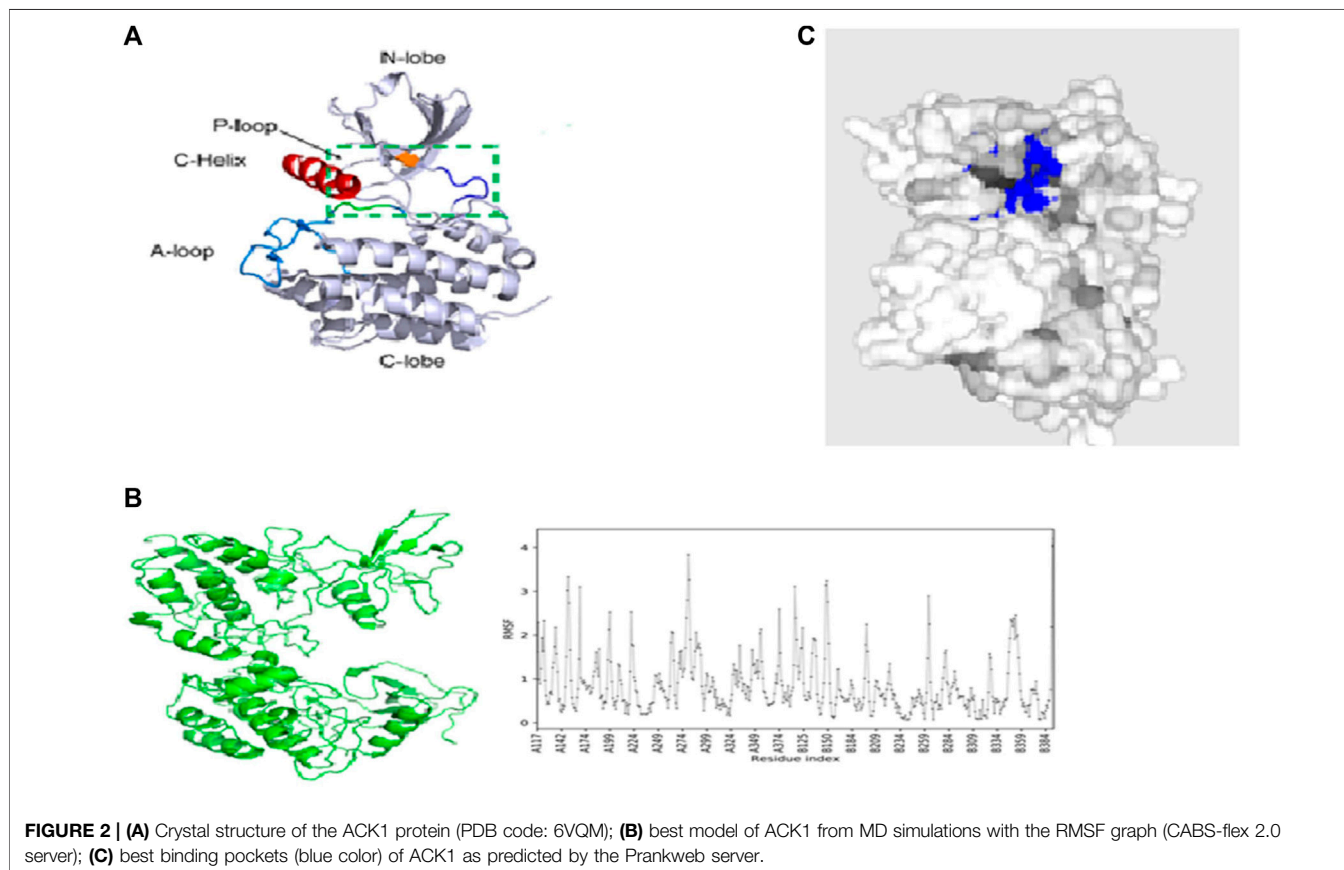 A
N-lobe
P-loop
C-Helix
A-loop
C-lobe
C
B
4
3
2
1
0
RMSF
A117 A142 A174 A199 A224 A249 A274 A299 A324 A349 A374 B125 B150 B184 B209 B234 B259 B284 B309 B334 B359 B384
Residue index
FIGURE 2 | (A) Crystal structure of the ACK1 protein (PDB code: 6VQM); (B) best model of ACK1 from MD simulations with the RMSF graph (CABS-flex 2.0
server); (C) best binding pockets (blue color) of ACK1 as predicted by the Prankweb server.